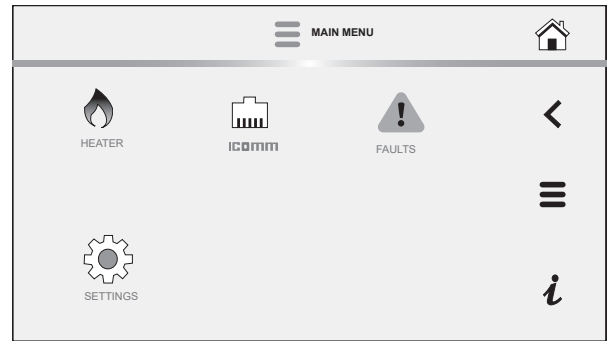 MAIN MENU
HEATER
ICOMM
FAULTS
SETTINGS
i